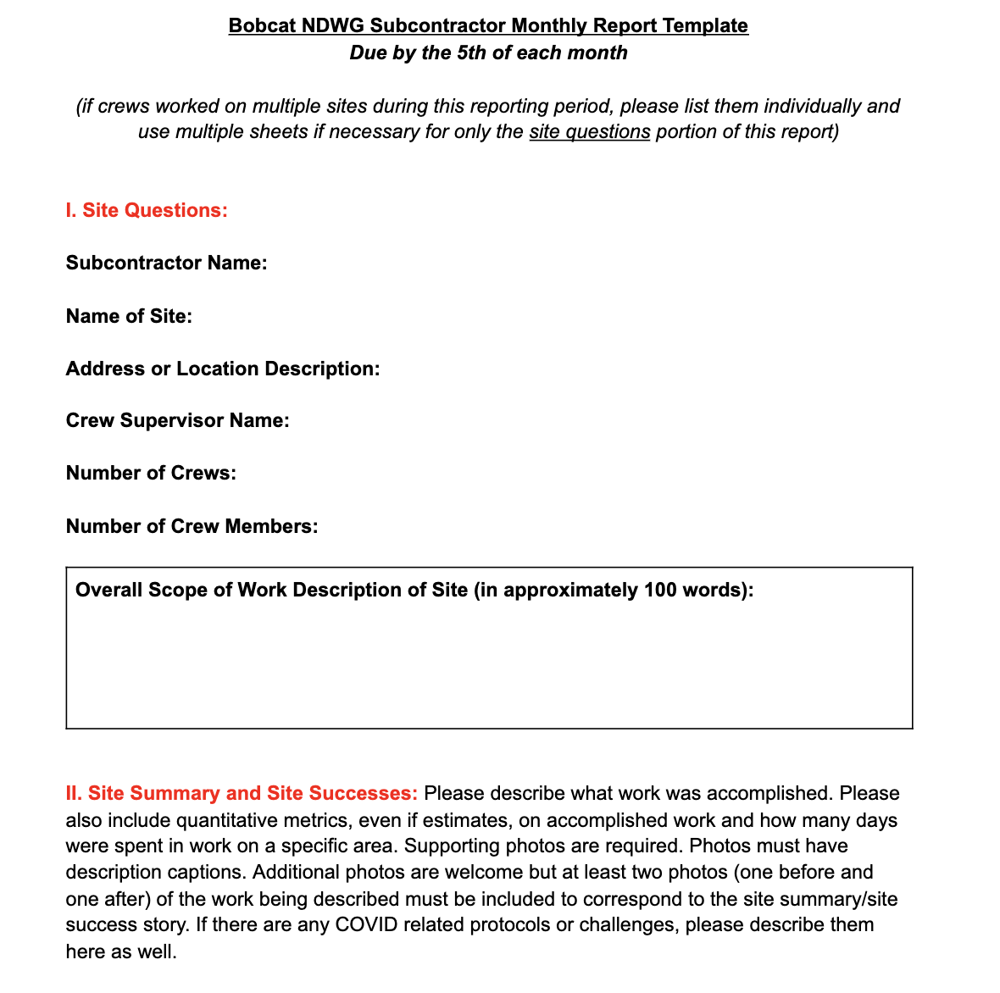 Bobcat NDWG Subcontractor Monthly Report Template
Due by the 5th of each month
(if crews worked on multiple sites during this reporting period, please list them individually and
use multiple sheets if necessary for only the site questions portion of this report)
I. Site Questions:
Subcontractor Name:
Name of Site:
Address or Location Description:
Crew Supervisor Name:
Number of Crews:
Number of Crew Members:
Overall Scope of Work Description of Site (in approximately 100 words):
II. Site Summary and Site Successes: Please describe what work was accomplished. Please
also include quantitative metrics, even if estimates, on accomplished work and how many days
were spent in work on a specific area. Supporting photos are required. Photos must have
description captions. Additional photos are welcome but at least two photos (one before and
one after) of the work being described must be included to correspond to the site summary/site
success story. If there are any COVID related protocols or challenges, please describe them
here as well.